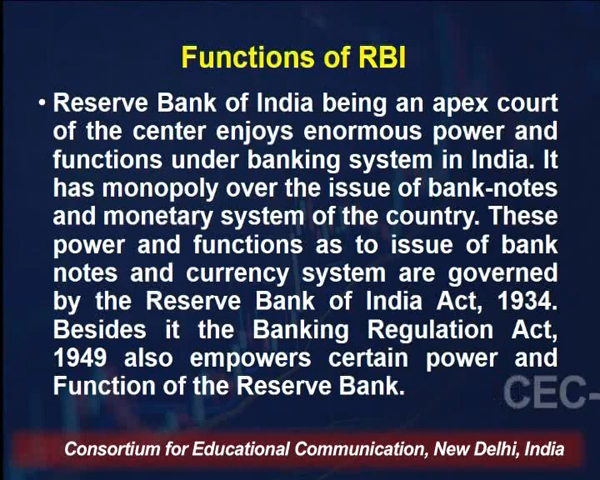 Functions of RBI
• Reserve Bank of India being an apex court
of the center enjoys enormous power and
functions under banking system in India. It
has monopoly over the issue of bank-notes
and monetary system of the country. These
power and functions as to issue of bank
notes and currency system are governed
by the Reserve Bank of India Act, 1934.
Besides it the Banking Regulation Act,
1949 also empowers certain power and
Function of the Reserve Bank.
CEC-
Consortium for Educational Communication, New Delhi, India